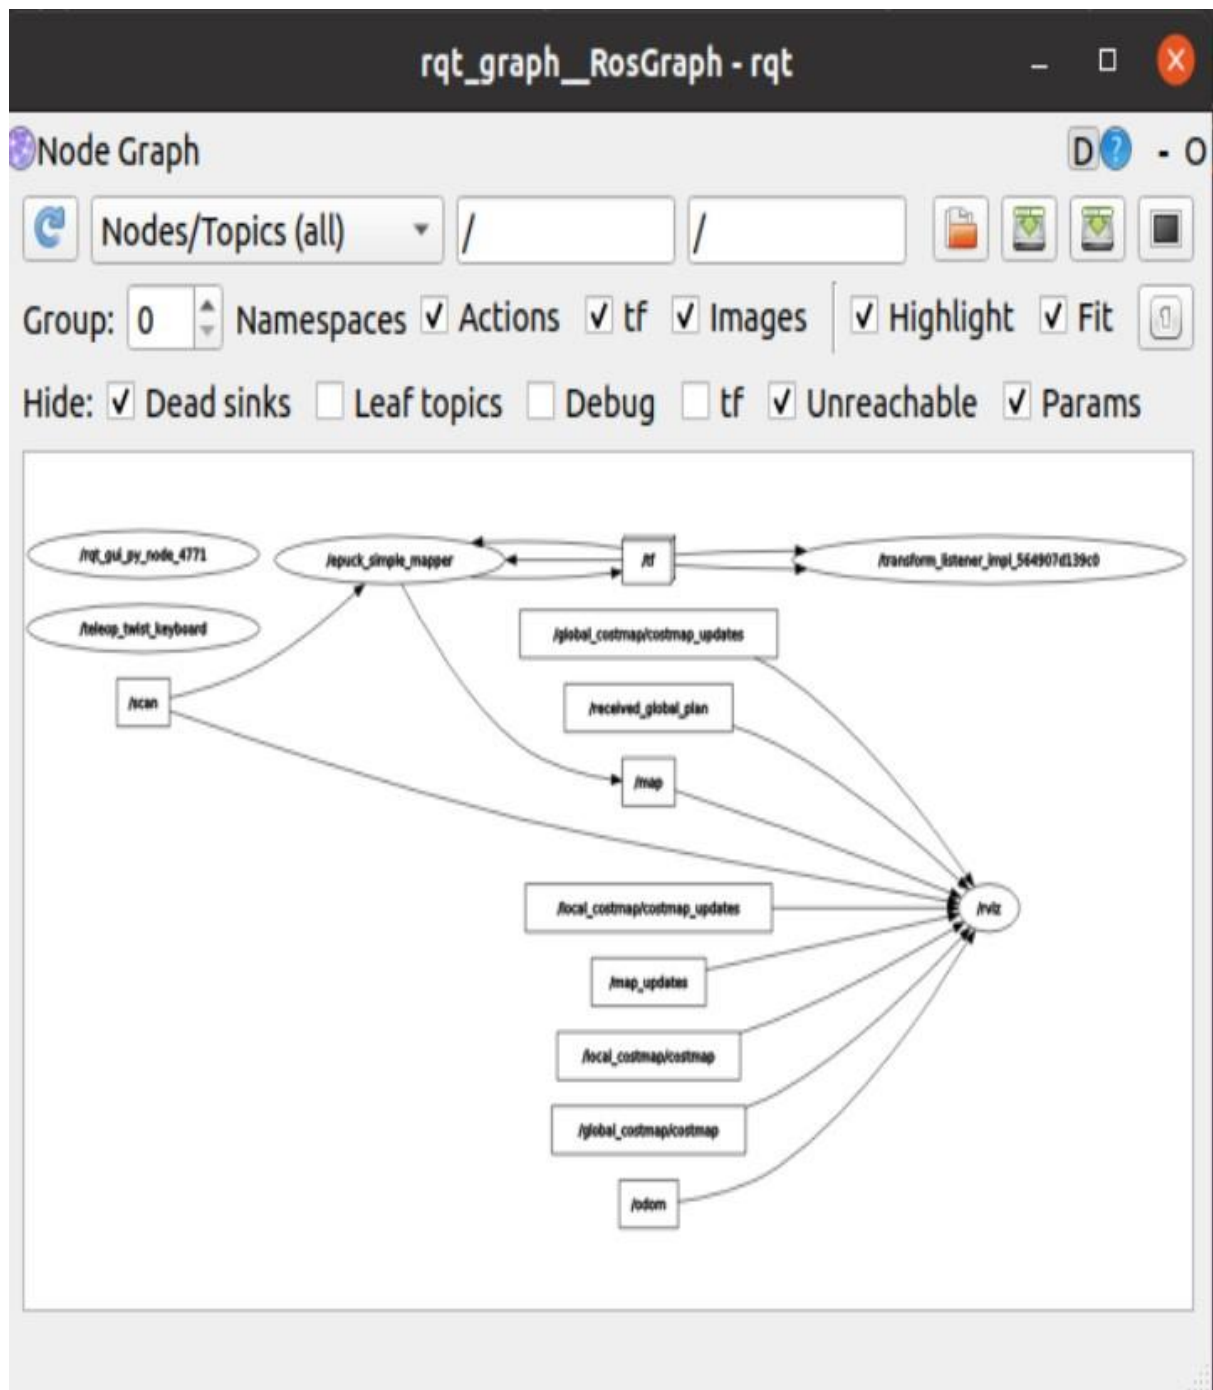 rqt_graph__RosGraph - rqt
Node Graph D ? - O
Nodes/Topics (all) / /
Group: 0 Namespaces Actions tf Images Highlight Fit
Hide: Dead sinks Leaf topics Debug tf Unreachable Params
/rqt_gui_py_node_4771
/epuck_simple_mapper
/tf
/transform_listener_impl_564907d139c0
/teleop_twist_keyboard
/global_costmap/costmap_updates
/scan
/received_global_plan
/map
/local_costmap/costmap_updates
/rviz
/map_updates
/local_costmap/costmap
/global_costmap/costmap
/odom